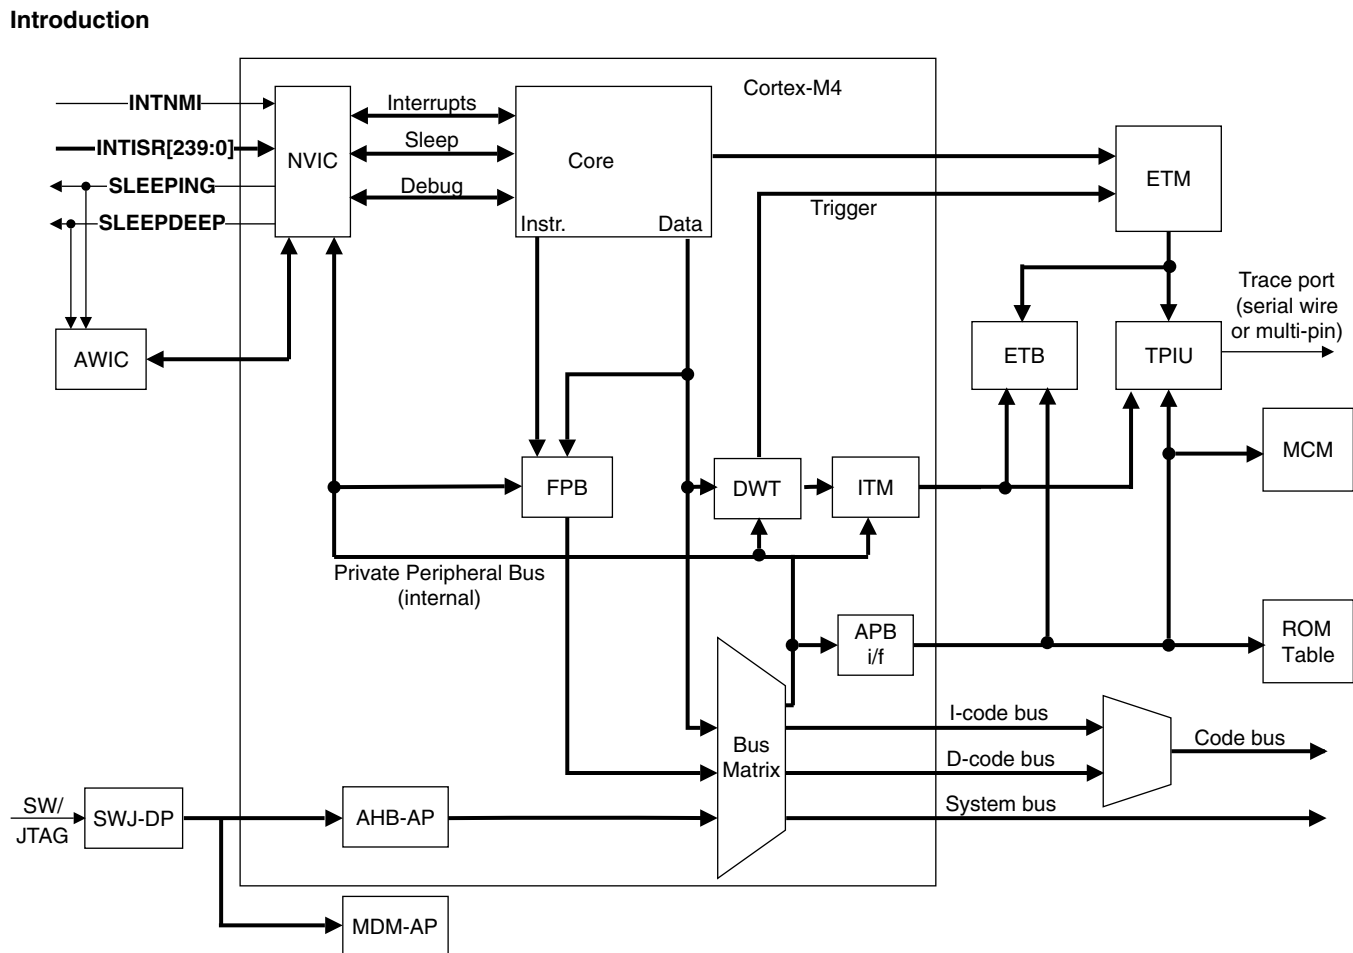 Introduction
Cortex-M4
INTNMI
Interrupts
INTISR[239:0]
NVIC
Sleep
Core
ETM
SLEEPING
Debug
Trigger
SLEEPDEEP
Instr.
Data
Trace port
(serial wire
or multi-pin)
AWIC
ETB
TPIU
MCM
FPB
DWT
ITM
Private Peripheral Bus
(internal)
APB
i/f
ROM
Table
I-code bus
Code bus
Bus
Matrix
D-code bus
System bus
SW/
JTAG
SWJ-DP
AHB-AP
MDM-AP